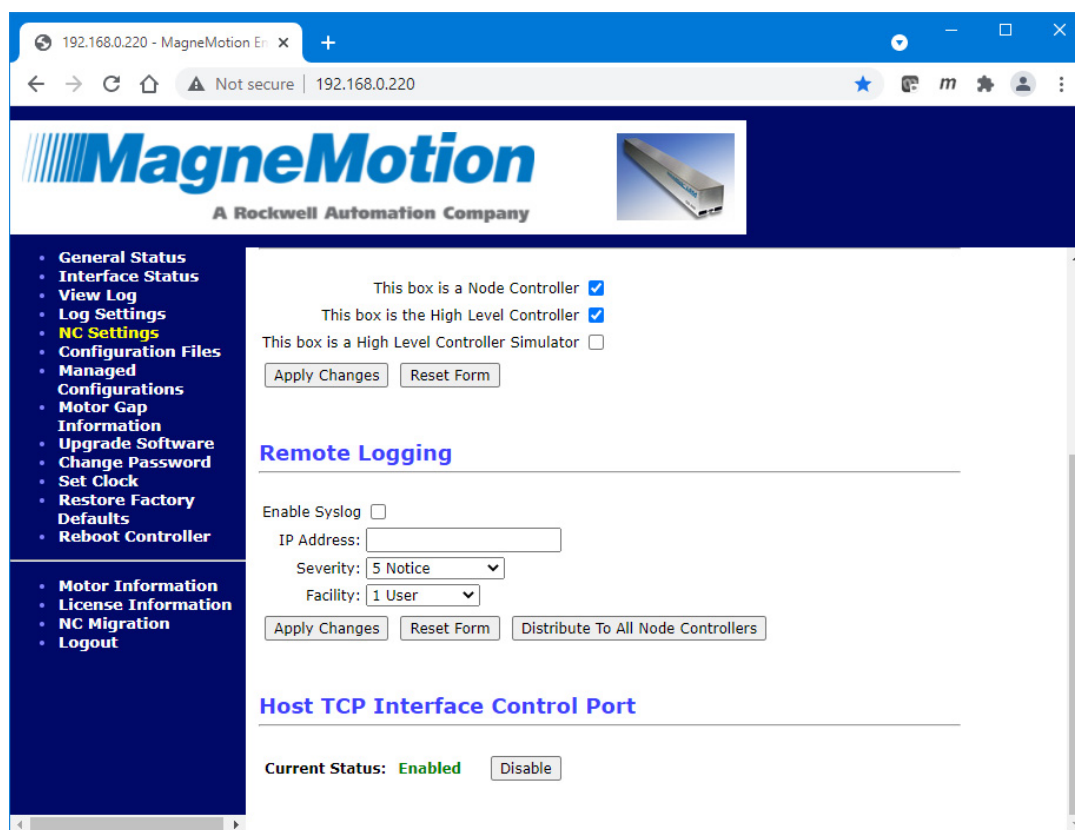 192.168.0.220 - MagneMotion En
Not secure 192.168.0.220
m
MagneMotion
A Rockwell Automation Company
General Status
Interface Status
View Log
Log Settings
NC Settings
Configuration Files
Managed
Configurations
Motor Gap
Information
Upgrade Software
Change Password
Set Clock
Restore Factory
Defaults
Reboot Controller
Motor Information
License Information
NC Migration
Logout
This box is a Node Controller
This box is the High Level Controller
This box is a High Level Controller Simulator
Apply Changes Reset Form
Remote Logging
Enable Syslog
IP Address:
Severity: 5 Notice
Facility: 1 User
Apply Changes Reset Form Distribute To All Node Controllers
Host TCP Interface Control Port
Current Status: Enabled Disable